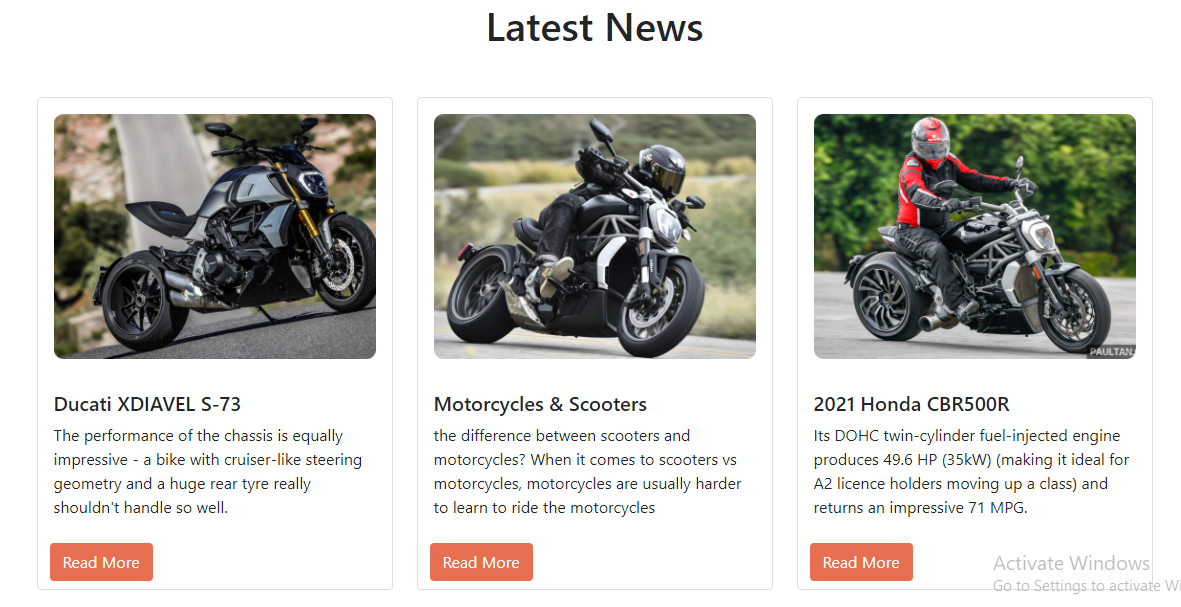 Latest News
PAULTAN
Ducati XDIAVEL S-73
The performance of the chassis is equally
impressive - a bike with cruiser-like steering
geometry and a huge rear tyre really
shouldn't handle so well.
Read More
Motorcycles & Scooters
the difference between scooters and
motorcycles? When it comes to scooters vs
motorcycles, motorcycles are usually harder
to learn to ride the motorcycles
Read More
2021 Honda CBR500R
Its DOHC twin-cylinder fuel-injected engine
produces 49.6 HP (35kW) (making it ideal for
A2 licence holders moving up a class) and
returns an impressive 71 MPG.
Read More
Activate Windows
Go to Settings to activate Wi